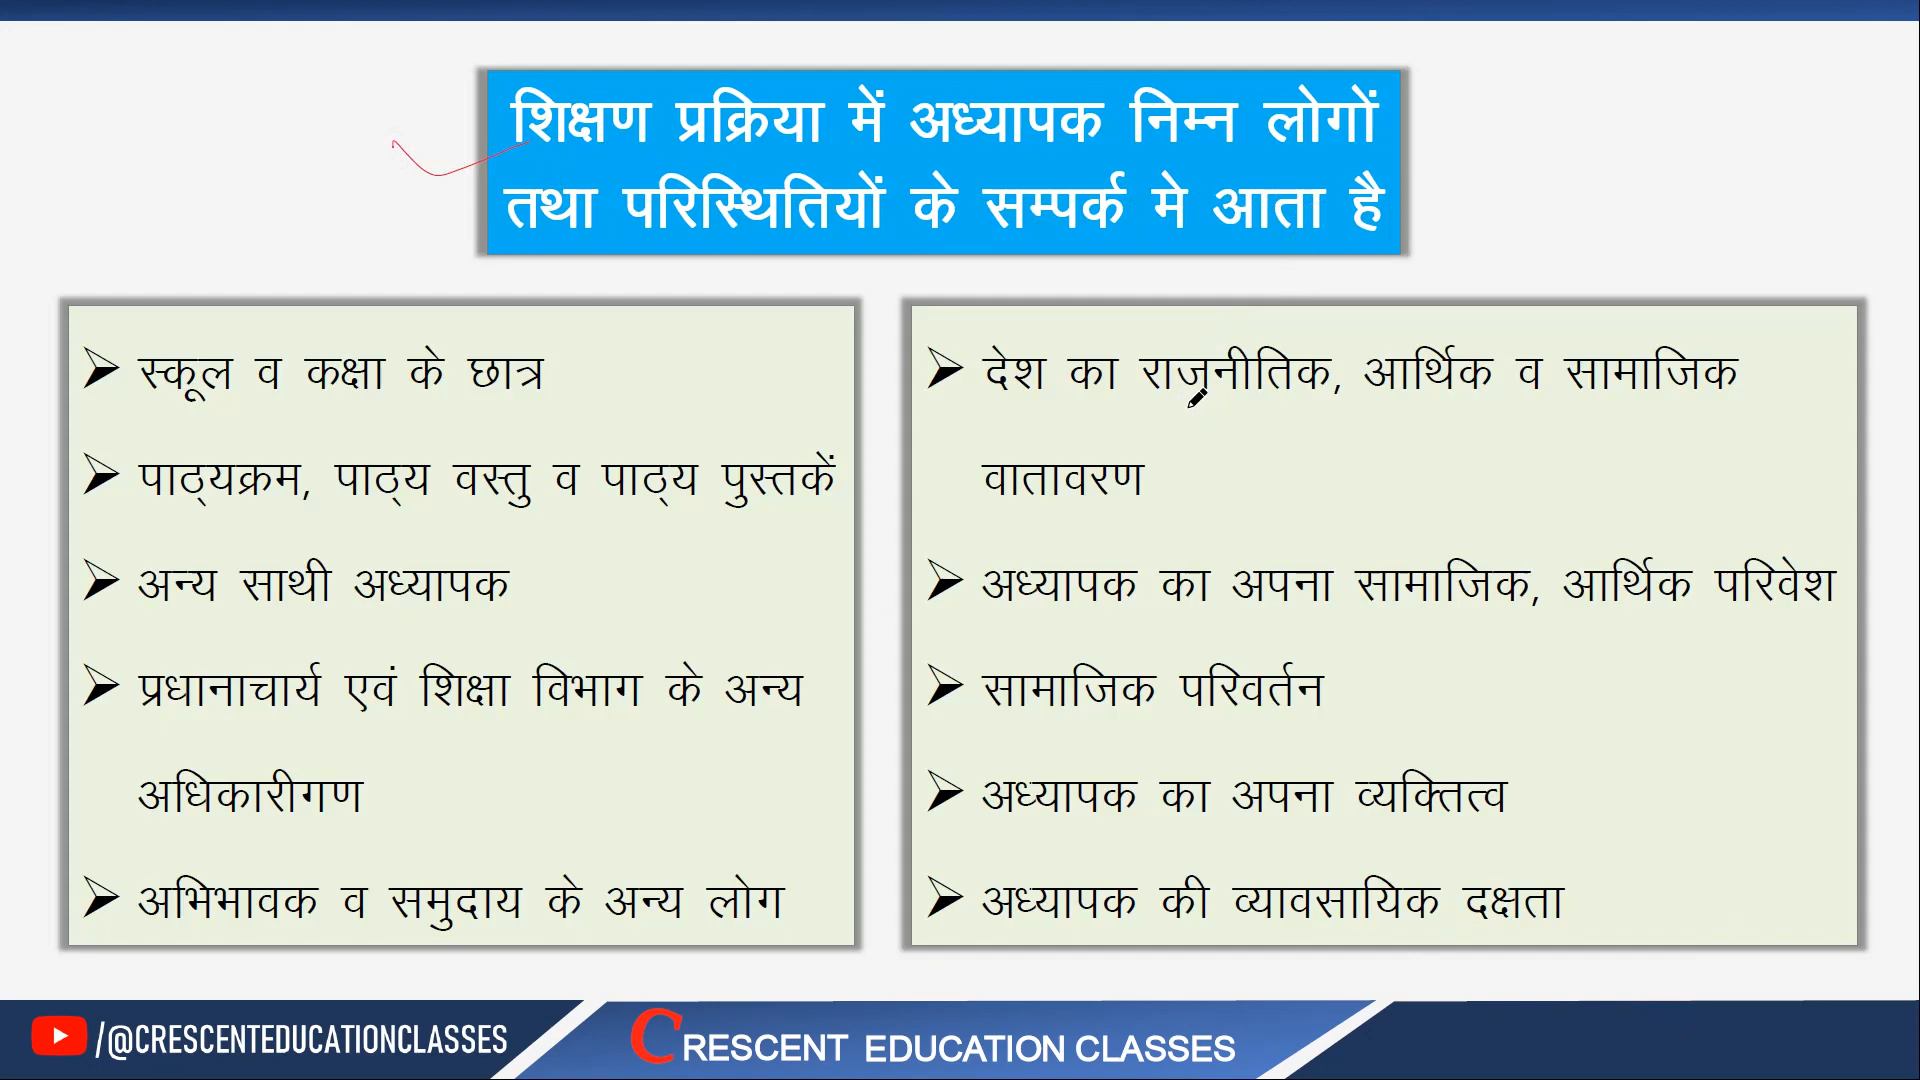 शिक्षण प्रक्रिया में अध्यापक निम्न लोगों
तथा परिस्थितियों के सम्पर्क मे आता है
स्कूल व कक्षा के छात्र
पाठ्यक्रम, पाठ्य वस्तु व पाठ्य पुस्तकें
अन्य साथी अध्यापक
प्रधानाचार्य एवं शिक्षा विभाग के अन्य
अधिकारीगण
अभिभावक व समुदाय के अन्य लोग
देश का राजनीतिक, आर्थिक व सामाजिक
वातावरण
अध्यापक का अपना सामाजिक, आर्थिक परिवेश
सामाजिक परिवर्तन
अध्यापक का अपना व्यक्तित्व
अध्यापक की व्यावसायिक दक्षता
/@CRESCENTEDUCATIONCLASSES
CRESCENT EDUCATION CLASSES